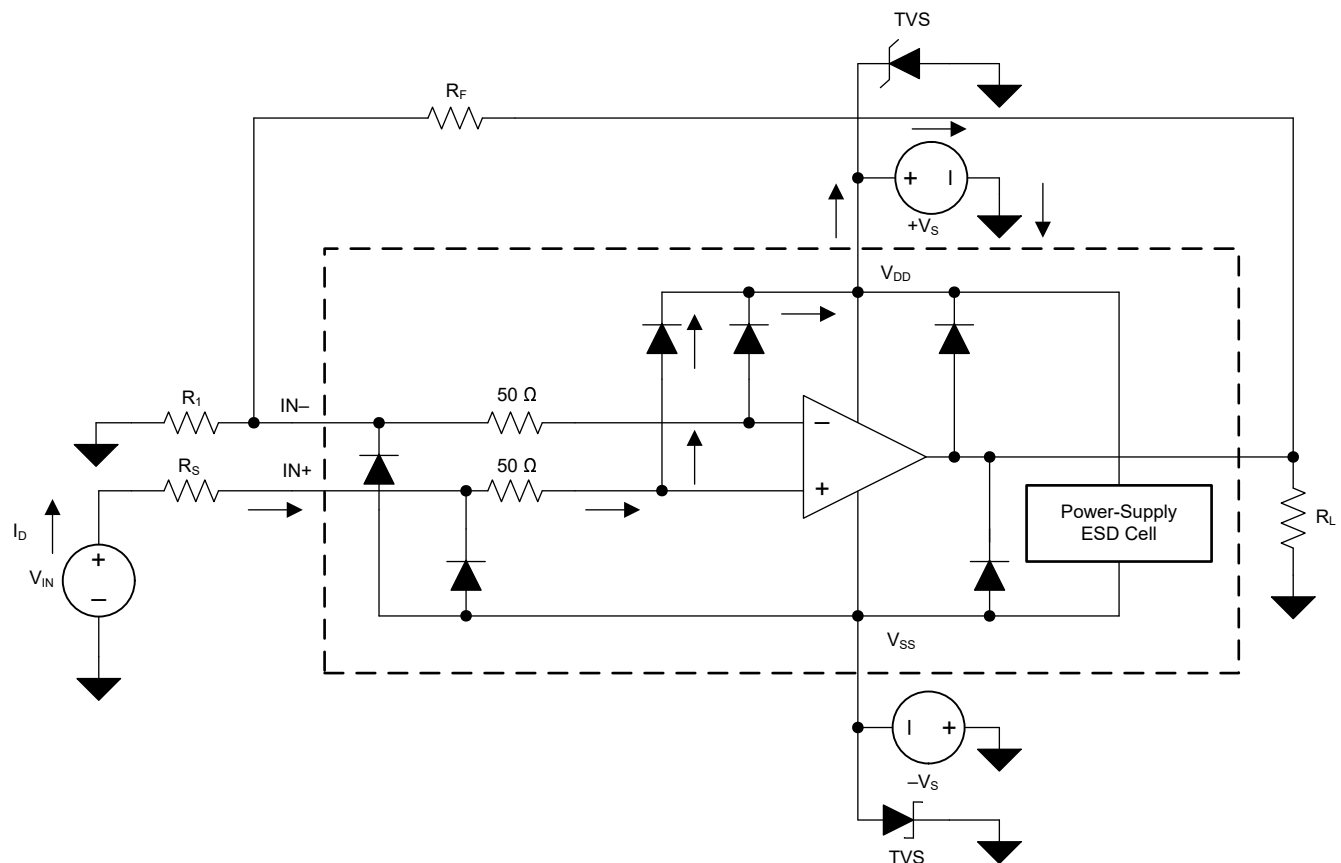 TVS
RF
+ –
+VS
VDD
R1
IN–
50 Ω
–
RS
IN+
50 Ω
+
ID
+
VIN
–
Power-Supply
ESD Cell
RL
VSS
– +
–VS
TVS